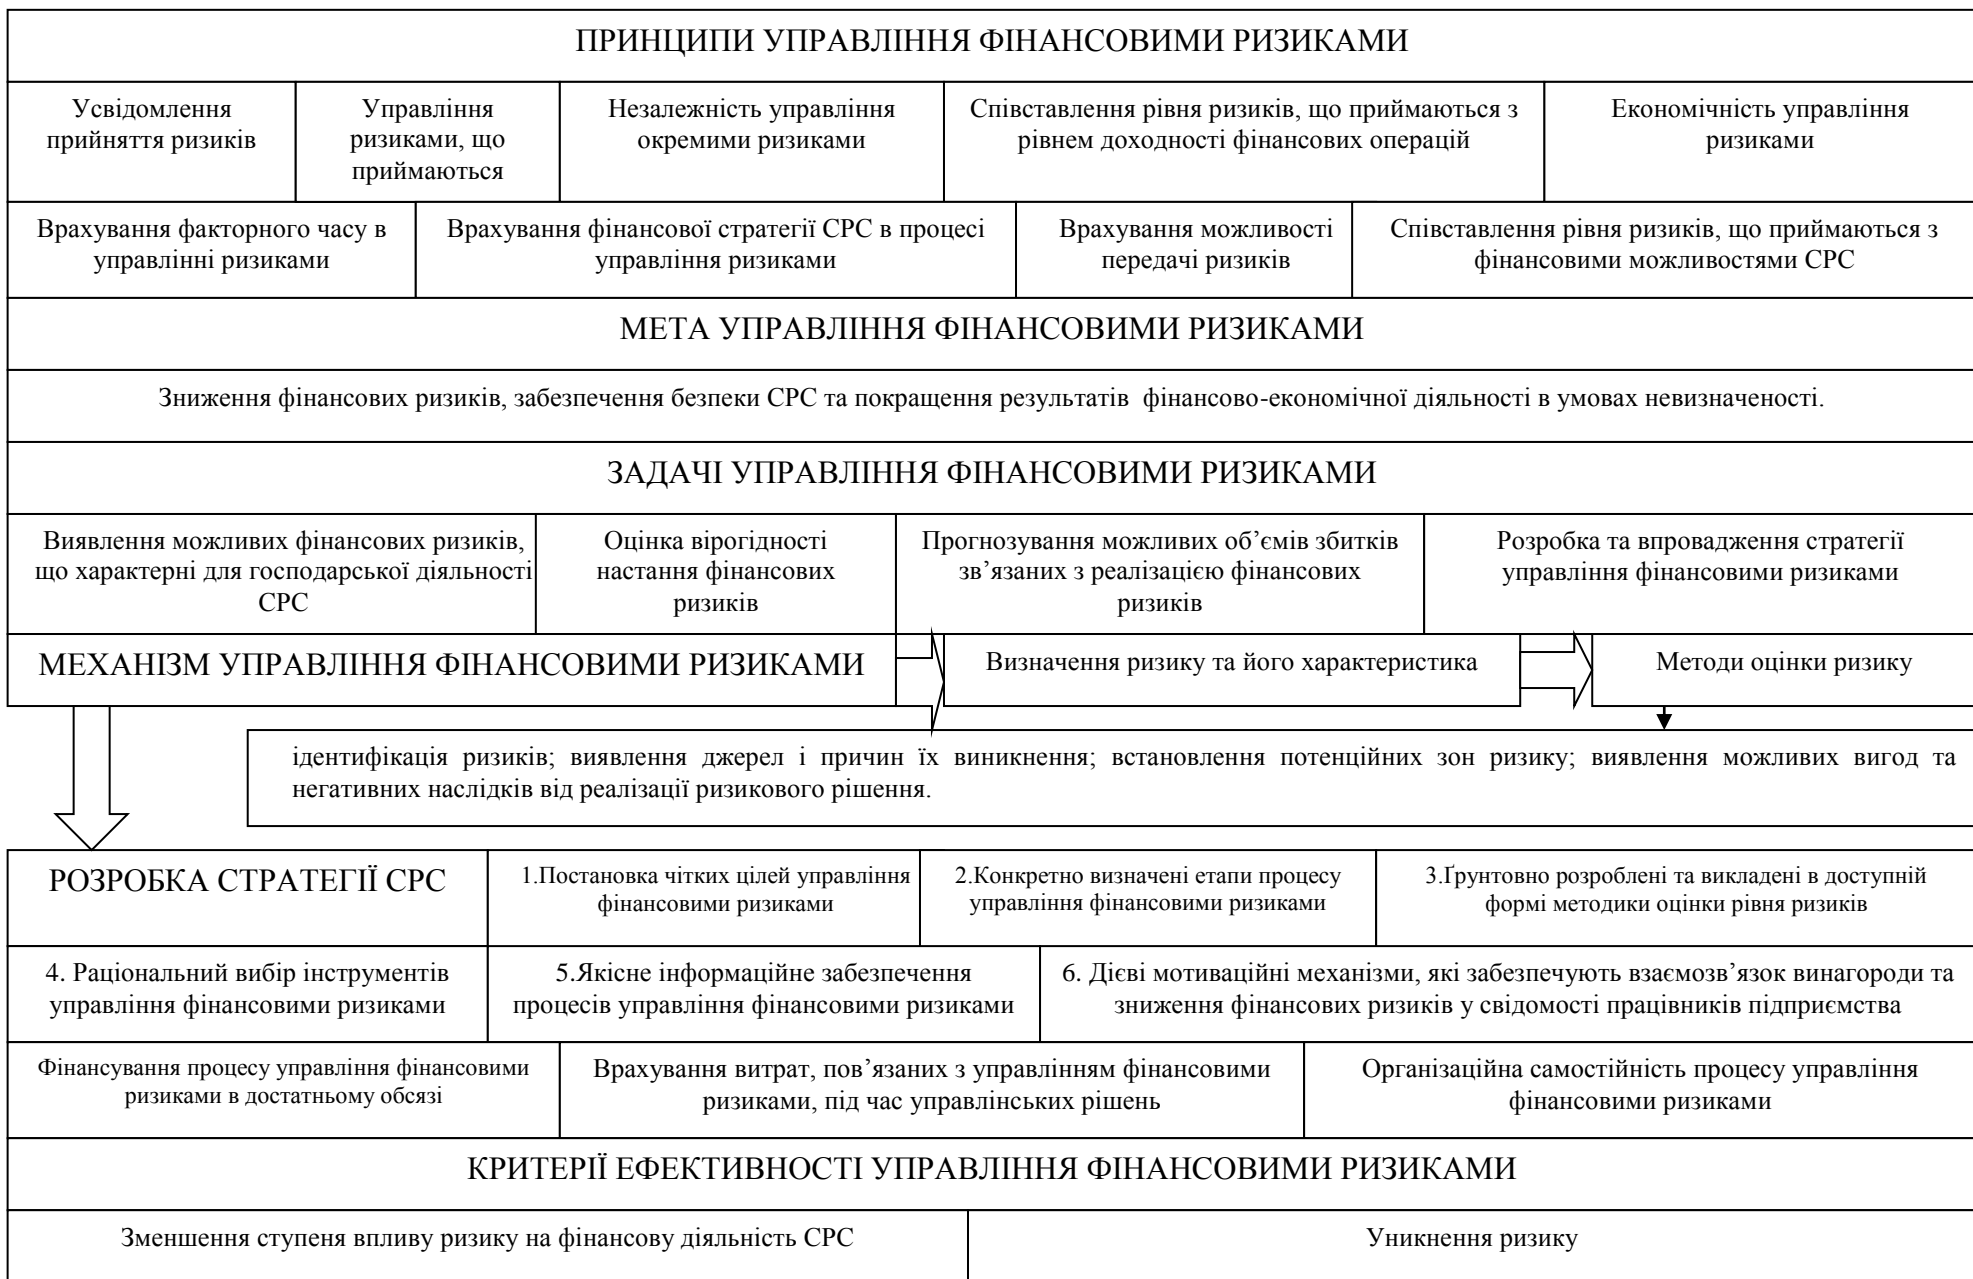 ПРИНЦИПИ УПРАВЛІННЯ ФІНАНСОВИМИ РИЗИКАМИ
Усвідомлення
прийняття ризиків
Управління
ризиками, що
приймаються
Незалежність управління
окремими ризиками
Співставлення рівня ризиків, що приймаються з
рівнем доходності фінансових операцій
Економічність управління
ризиками
Врахування факторного часу в
управлінні ризиками
Врахування фінансової стратегії СРС в процесі
управління ризиками
Врахування можливості
передачі ризиків
Співставлення рівня ризиків, що приймаються з
фінансовими можливостями СРС
МЕТА УПРАВЛІННЯ ФІНАНСОВИМИ РИЗИКАМИ
Зниження фінансових ризиків, забезпечення безпеки СРС та покращення результатів фінансово-економічної діяльності в умовах невизначеності.
ЗАДАЧІ УПРАВЛІННЯ ФІНАНСОВИМИ РИЗИКАМИ
Виявлення можливих фінансових ризиків,
що характерні для господарської діяльності
СРС
Оцінка вірогідності
настання фінансових
ризиків
Прогнозування можливих об’ємів збитків
зв’язаних з реалізацією фінансових
ризиків
Розробка та впровадження стратегії
управління фінансовими ризиками
МЕХАНІЗМ УПРАВЛІННЯ ФІНАНСОВИМИ РИЗИКАМИ
Визначення ризику та його характеристика
Методи оцінки ризику
ідентифікація ризиків; виявлення джерел і причин їх виникнення; встановлення потенційних зон ризику; виявлення можливих вигод та
негативних наслідків від реалізації ризикового рішення.
РОЗРОБКА СТРАТЕГІЇ СРС
1.Постановка чітких цілей управління
фінансовими ризиками
2.Конкретно визначені етапи процесу
управління фінансовими ризиками
3.Ґрунтовно розроблені та викладені в доступній
формі методики оцінки рівня ризиків
4. Раціональний вибір інструментів
управління фінансовими ризиками
5.Якісне інформаційне забезпечення
процесів управління фінансовими ризиками
6. Дієві мотиваційні механізми, які забезпечують взаємозв’язок винагороди та
зниження фінансових ризиків у свідомості працівників підприємства
Фінансування процесу управління фінансовими
ризиками в достатньому обсязі
Врахування витрат, пов’язаних з управлінням фінансовими
ризиками, під час управлінських рішень
Організаційна самостійність процесу управління
фінансовими ризиками
КРИТЕРІЇ ЕФЕКТИВНОСТІ УПРАВЛІННЯ ФІНАНСОВИМИ РИЗИКАМИ
Зменшення ступеня впливу ризику на фінансову діяльність СРС
Уникнення ризику